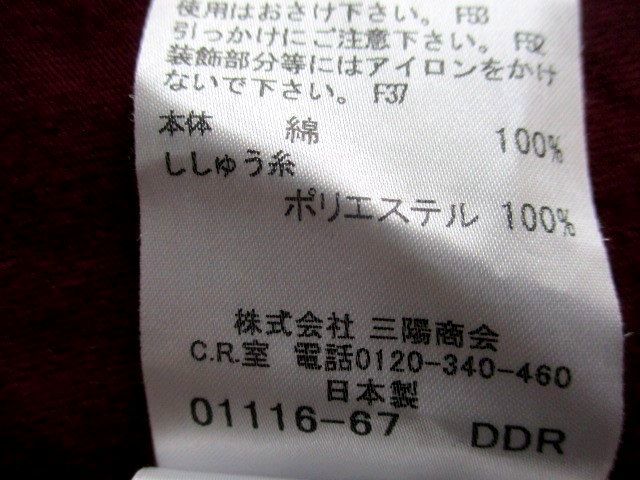 使用はおさけ下さい。 F53
引っかけにご注意下さい。 F52
装飾部分等にはアイロンをかけ
ないで下さい。 F37
本体 綿 100%
ししゅう糸
ポリエステル 100%
株式会社 三陽商会
C.R.室 電話0120-340-460
日本製
01116-67 DDR